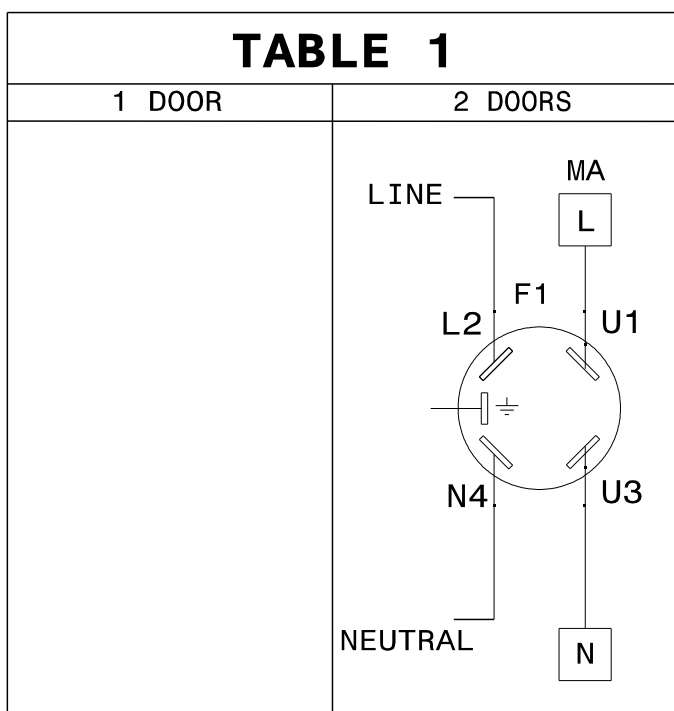 TABLE 1
1 DOOR
2 DOORS
MA
LINE
L
F1
L2
U1
N4
U3
NEUTRAL
N